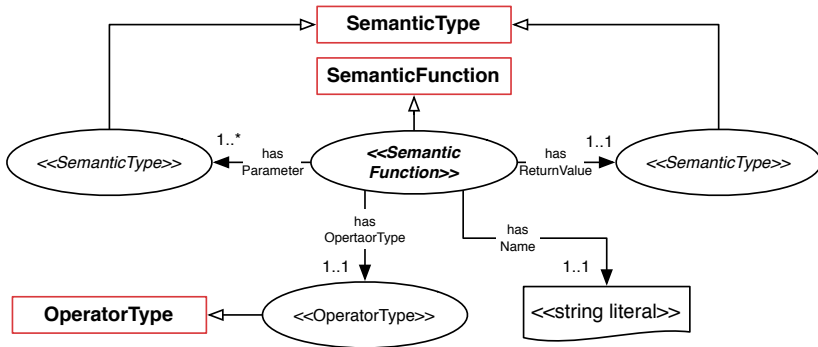 SemanticType
SemanticFunction
1..*
has
Parameter
<<SemanticType>>
<<Semantic
Function>>
has
ReturnValue
1..1
<<SemanticType>>
has
OpertaorType
1..1
has
Name
1..1
OperatorType
<<OperatorType>>
<<string literal>>